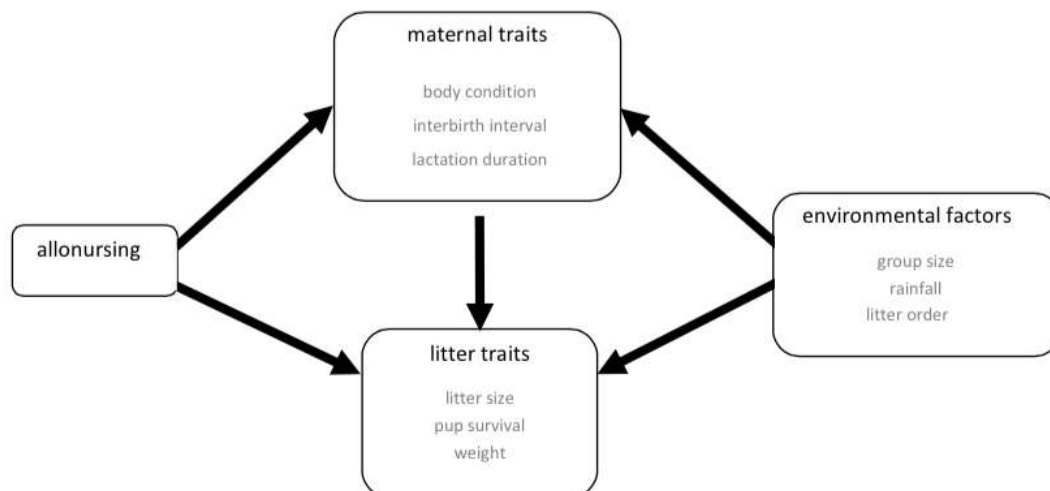 maternal traits
body condition
interbirth interval
lactation duration
allonursing
environmental factors
group size
rainfall
litter order
litter traits
litter size
pup survival
weight